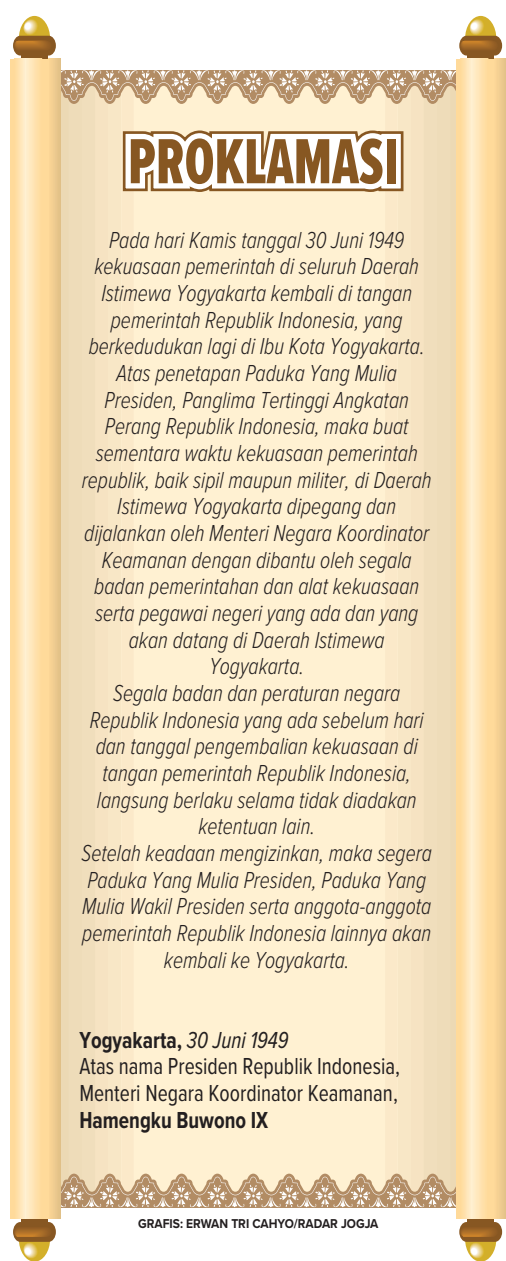 PROKLAMASI
Pada hari Kamis tanggal 30 Juni 1949
kekuasaan pemerintah di seluruh Daerah
Istimewa Yogyakarta kembali di tangan
pemerintah Republik Indonesia, yang
berkedudukan lagi di Ibu Kota Yogyakarta.
Atas penetapan Paduka Yang Mulia
Presiden, Panglima Tertinggi Angkatan
Perang Republik Indonesia, maka buat
sementara waktu kekuasaan pemerintah
republik, baik sipil maupun militer, di Daerah
Istimewa Yogyakarta dipegang dan
dijalankan oleh Menteri Negara Koordinator
Keamanan dengan dibantu oleh segala
badan pemerintahan dan alat kekuasaan
serta pegawai negeri yang ada dan yang
akan datang di Daerah Istimewa
Yogyakarta.
Segala badan dan peraturan negara
Republik Indonesia yang ada sebelum hari
dan tanggal pengembalian kekuasaan di
tangan pemerintah Republik Indonesia,
langsung berlaku selama tidak diadakan
ketentuan lain.
Setelah keadaan mengizinkan, maka segera
Paduka Yang Mulia Presiden, Paduka Yang
Mulia Wakil Presiden serta anggota-anggota
pemerintah Republik Indonesia lainnya akan
kembali ke Yogyakarta.
Yogyakarta, 30 Juni 1949
Atas nama Presiden Republik Indonesia,
Menteri Negara Koordinator Keamanan,
Hamengku Buwono IX
GRAFIS: ERWAN TRI CAHYO/RADAR JOGJA